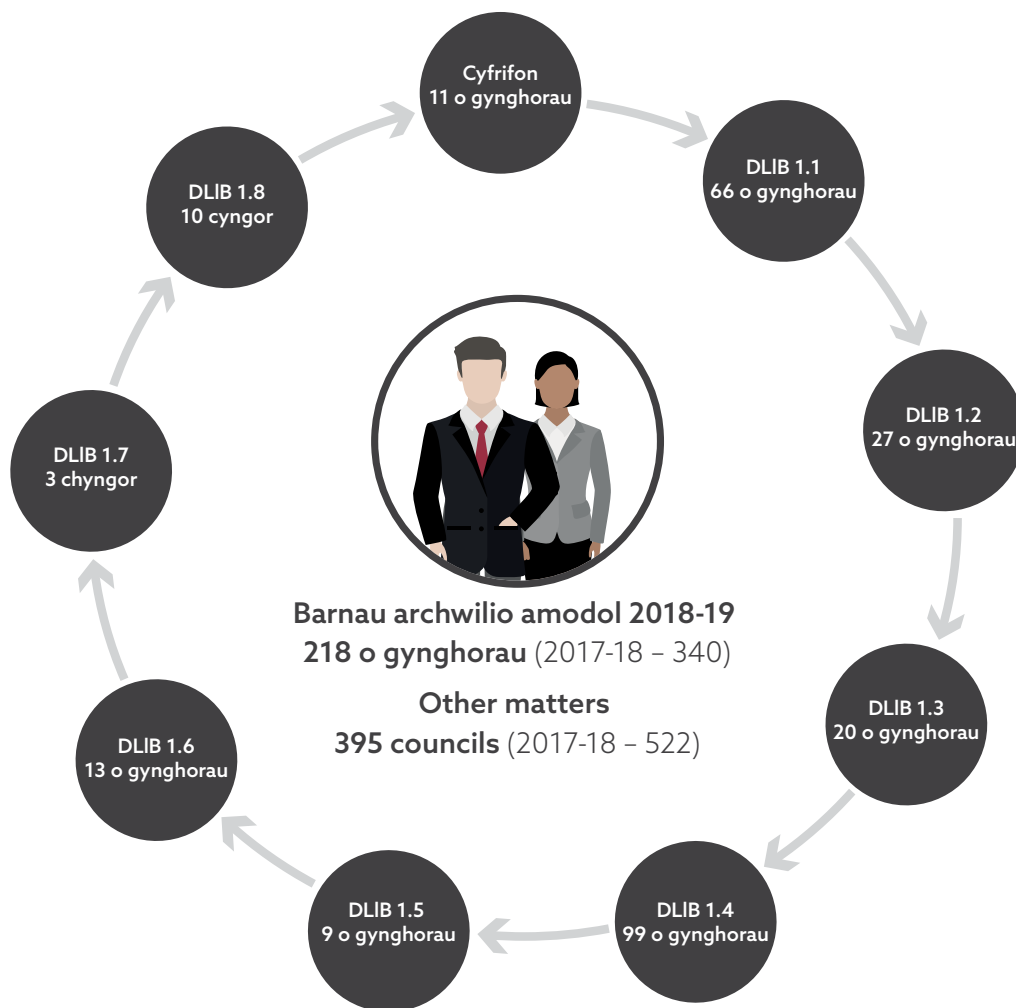 Cyfrifon
11 o gynghorau
DLlB 1.1
66 o gynghorau
DLlB 1.2
27 o gynghorau
DLlB 1.3
20 o gynghorau
DLlB 1.4
99 o gynghorau
DLlB 1.5
9 o gynghorau
DLlB 1.6
13 o gynghorau
DLlB 1.7
3 chyngor
DLlB 1.8
10 cyngor
Barnau archwilio amodol 2018-19
218 o gynghorau (2017-18 – 340)
Other matters
395 councils (2017-18 – 522)